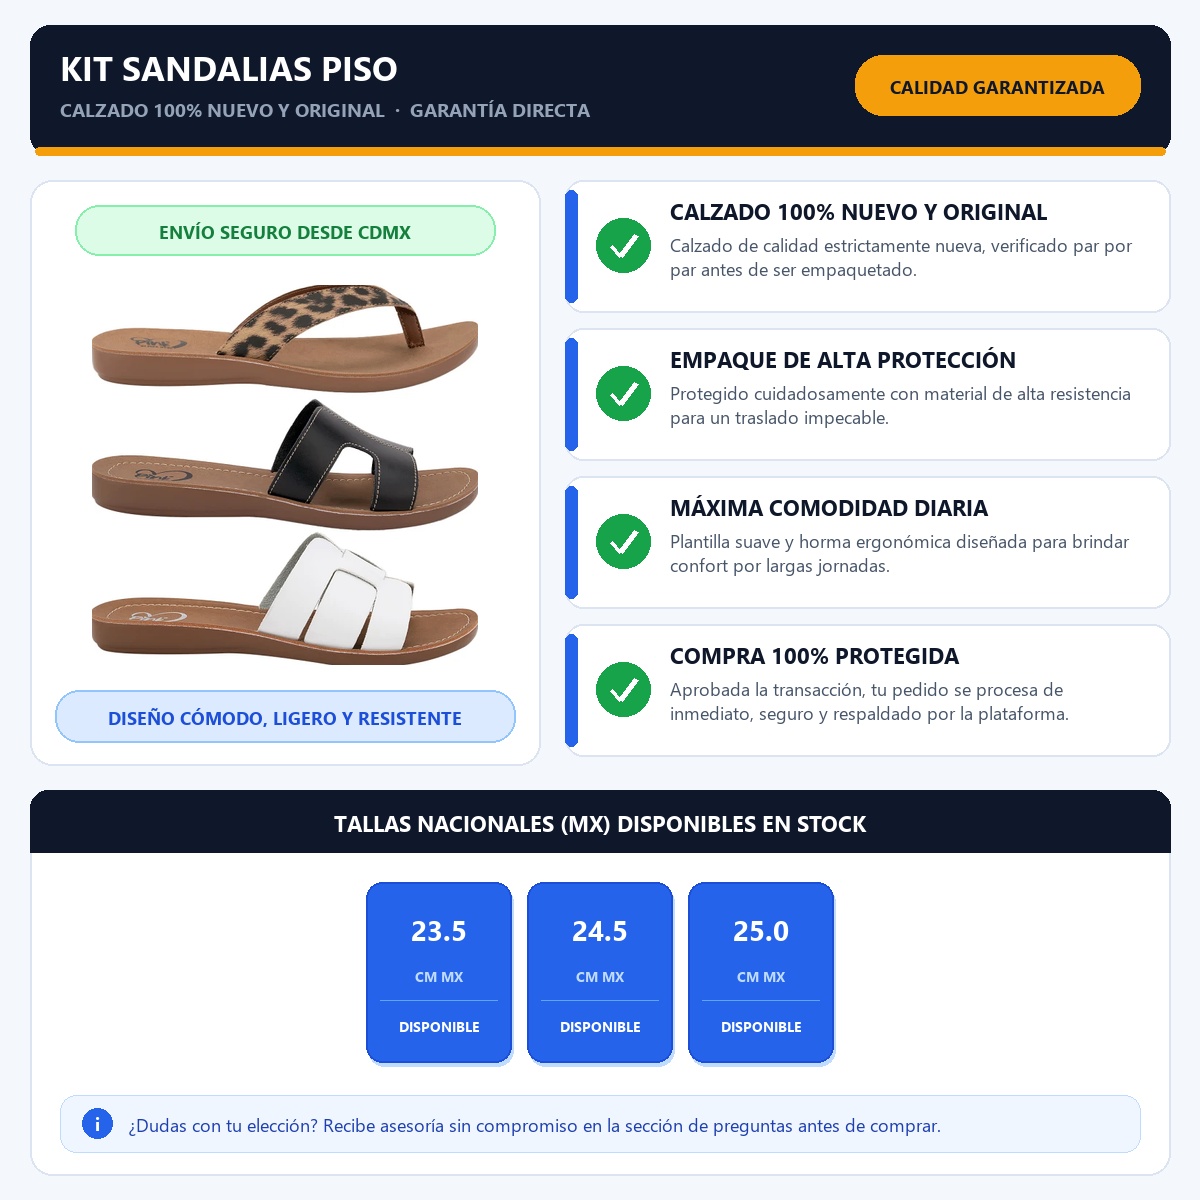 KIT SANDALIAS PISO
CALZADO 100% NUEVO Y ORIGINAL · GARANTÍA DIRECTA
CALIDAD GARANTIZADA
ENVÍO SEGURO DESDE CDMX
Pink
Pink
Pink
DISEÑO CÓMODO, LIGERO Y RESISTENTE
CALZADO 100% NUEVO Y ORIGINAL
Calzado de calidad estrictamente nueva, verificado par por
par antes de ser empaquetado.
EMPAQUE DE ALTA PROTECCIÓN
Protegido cuidadosamente con material de alta resistencia
para un traslado impecable.
MÁXIMA COMODIDAD DIARIA
Plantilla suave y horma ergonómica diseñada para brindar
confort por largas jornadas.
COMPRA 100% PROTEGIDA
Aprobada la transacción, tu pedido se procesa de
inmediato, seguro y respaldado por la plataforma.
TALLAS NACIONALES (MX) DISPONIBLES EN STOCK
23.5
CM MX
DISPONIBLE
24.5
CM MX
DISPONIBLE
25.0
CM MX
DISPONIBLE
¿Dudas con tu elección? Recibe asesoría sin compromiso en la sección de preguntas antes de comprar.